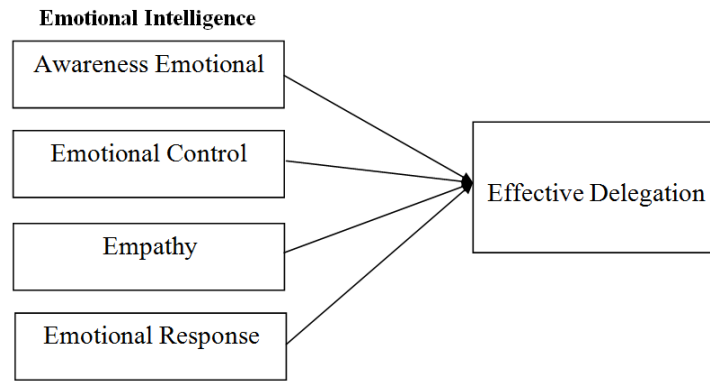 Emotional Intelligence
Awareness Emotional
Emotional Control
Empathy
Emotional Response
Effective Delegation